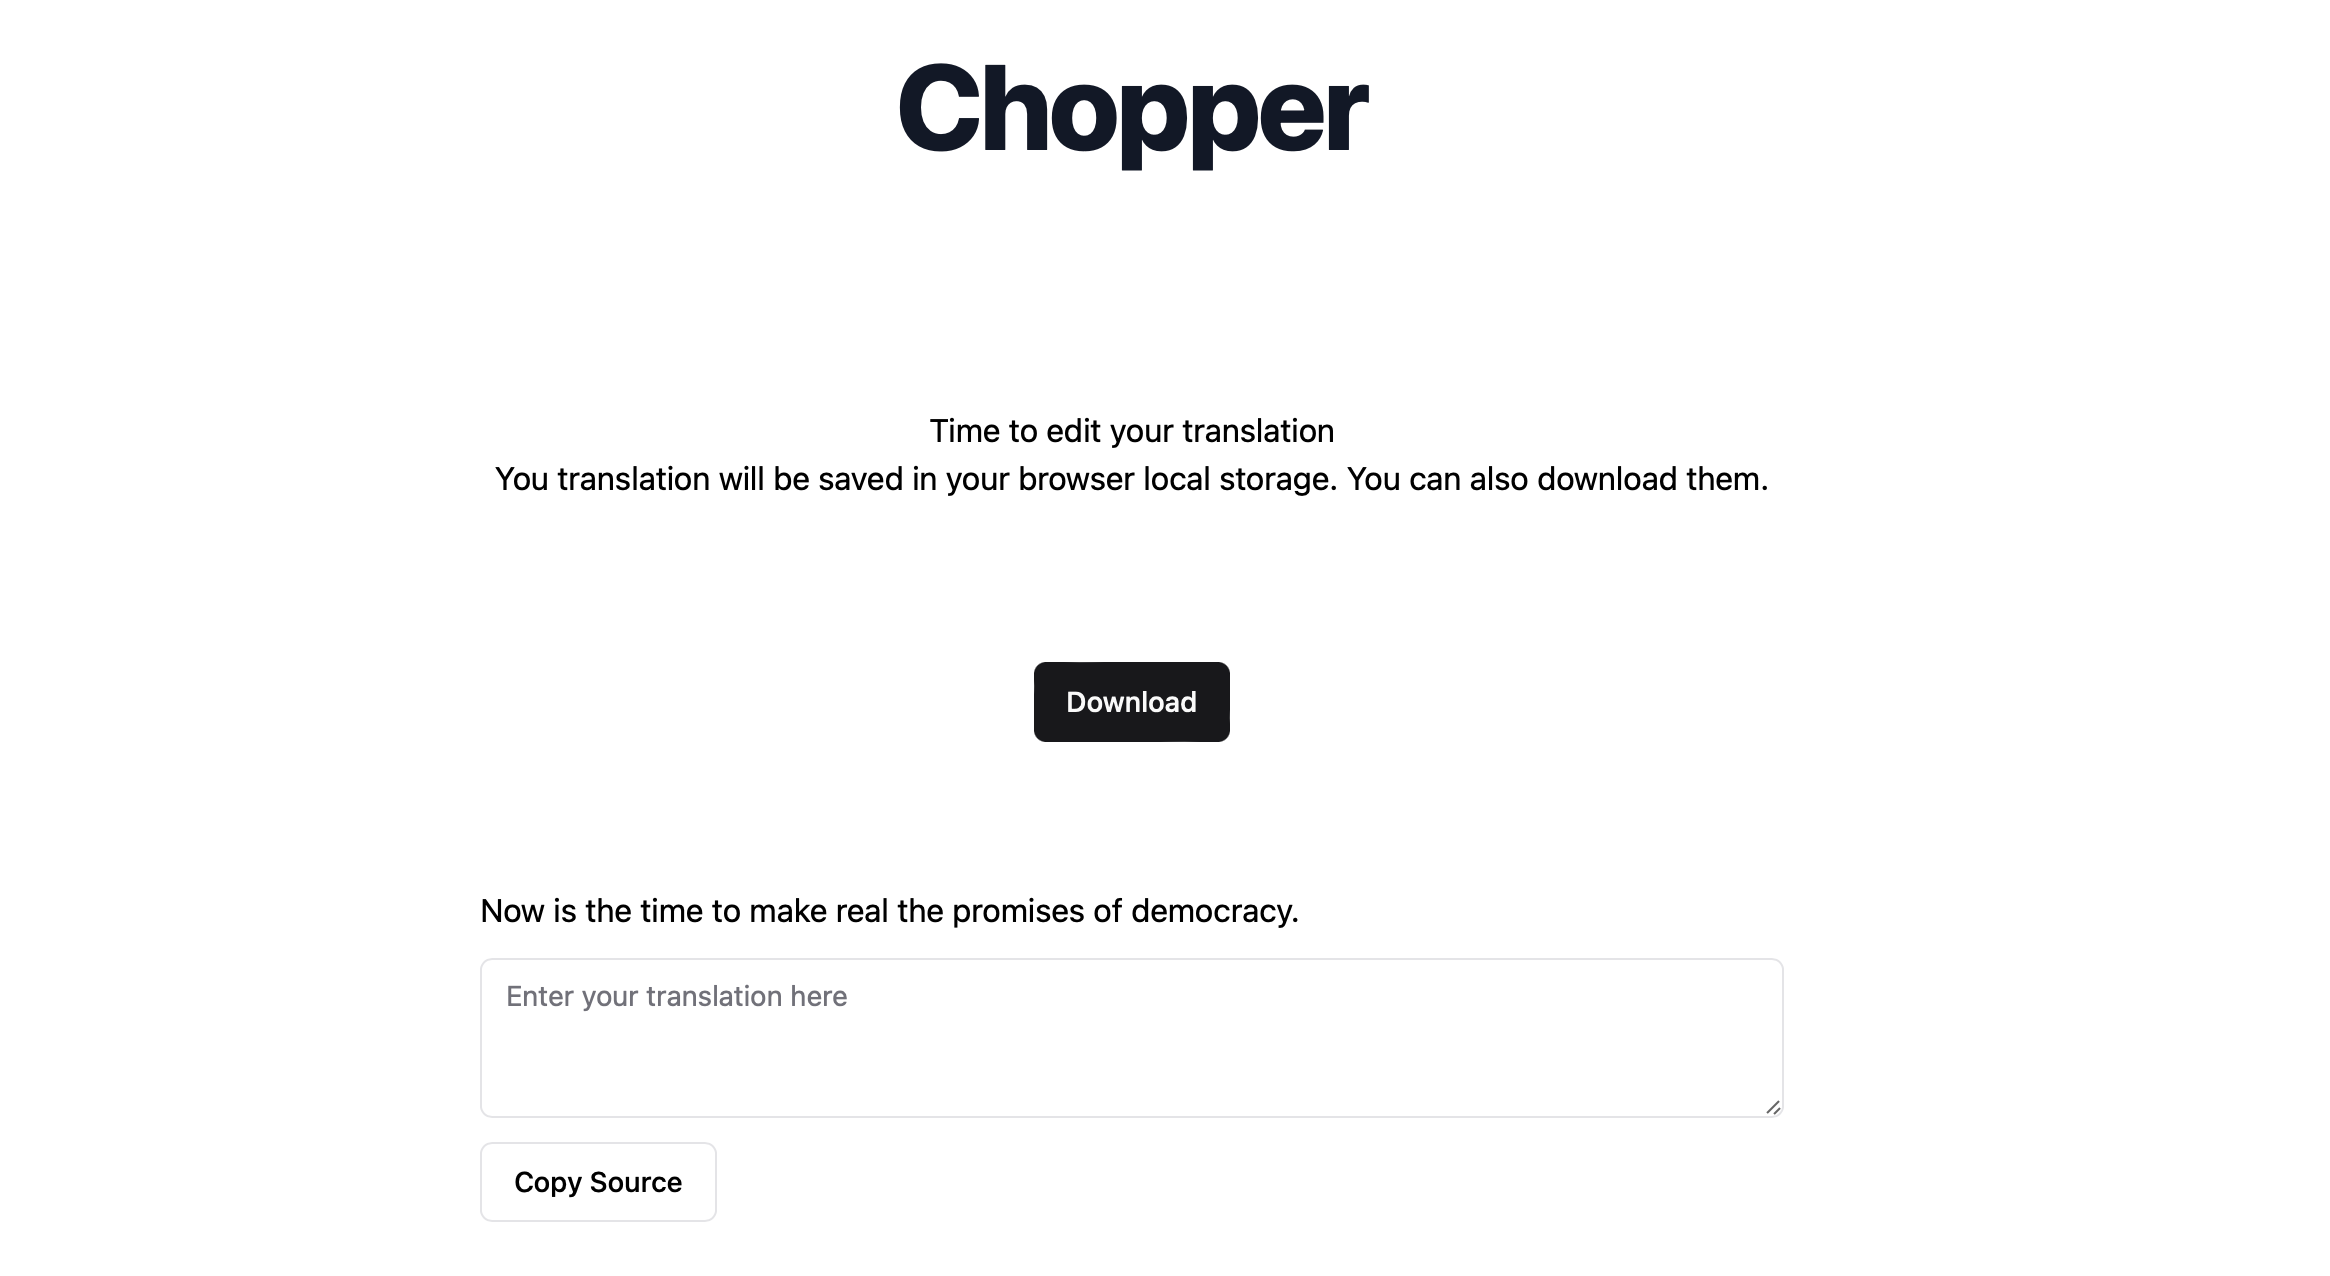 Chopper
Time to edit your translation
You translation will be saved in your browser local storage. You can also download them.
Download
Now is the time to make real the promises of democracy.
Enter your translation here
Copy Source